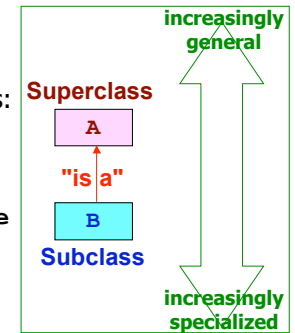 increasingly
general
s:
Superclass
A
"is a"
e
B
Subclass
increasingly
specialized